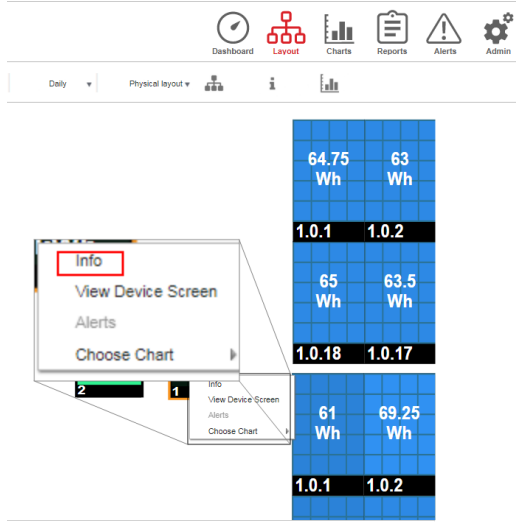 Dashboard
Layout
Charts
Reports
Alerts
Admin
Daily
Physical layout
i
64.75
Wh
63
Wh
1.0.1
1.0.2
65
Wh
63.5
Wh
1.0.18
1.0.17
Info
View Device Screen
Alerts
Choose Chart
2
1
Info
View Device Screen
Alerts
Choose Chart
61
Wh
69.25
Wh
1.0.1
1.0.2